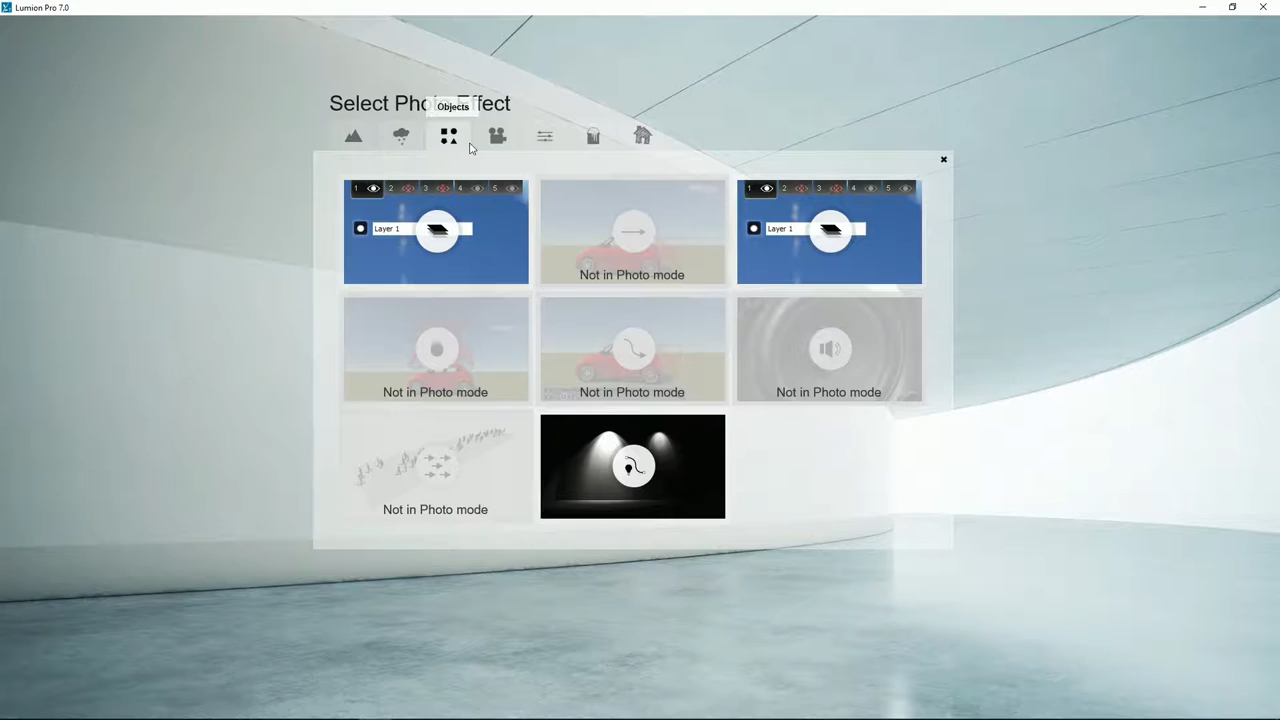 Lumion Pro 7.0
Select Photo Effect
Objects
1 2 3 4 5
Layer 1
Not in Photo mode
1 2 3 4 5
Layer 1
Not in Photo mode
Not in Photo mode
Not in Photo mode
Not in Photo mode